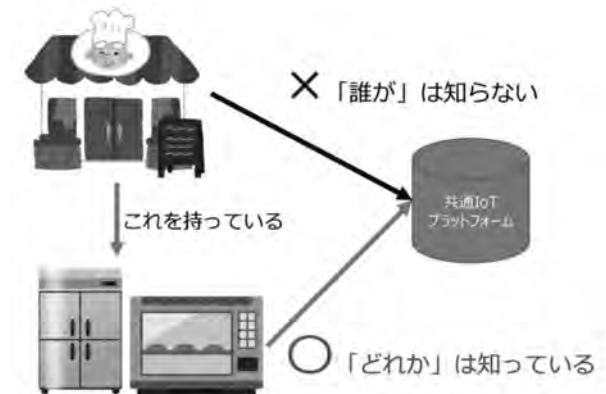 × 「誰が」は知らない
共通IoT
プラットフォーム
これを持っている
○ 「どれか」は知っている